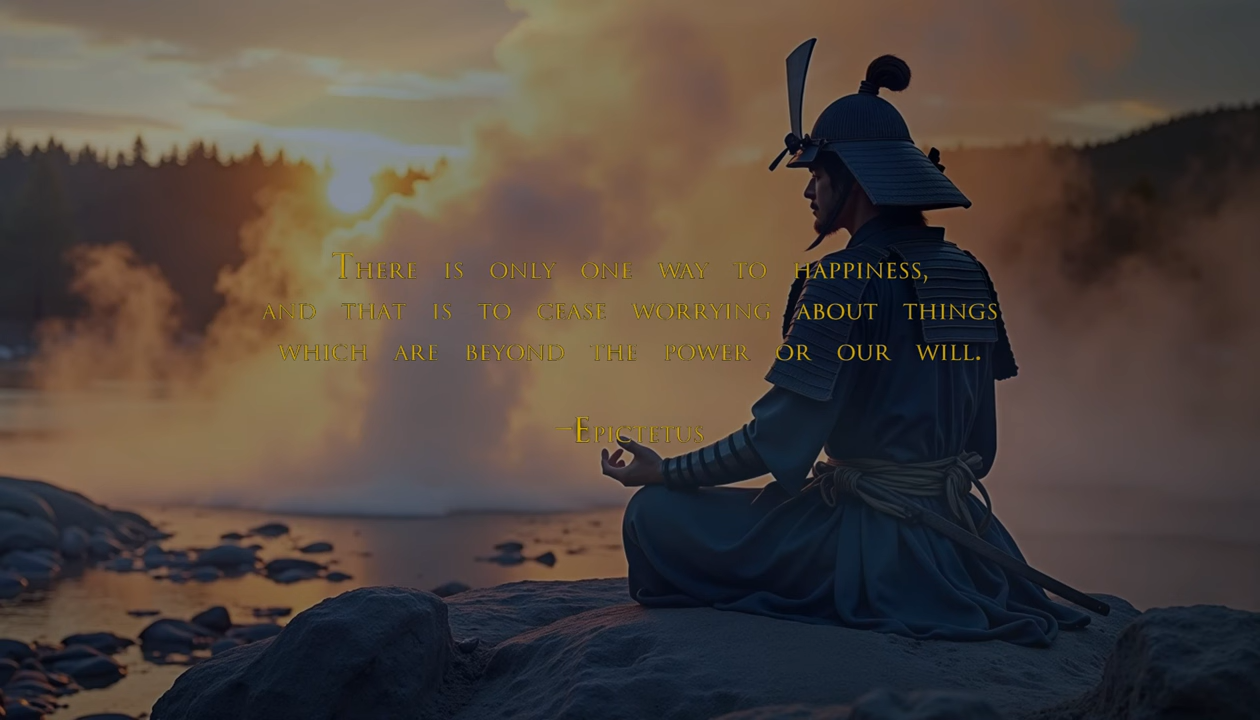 There is only one way to happiness,
and that is to cease worrying about things
which are beyond the power or our will.
–Epictetus